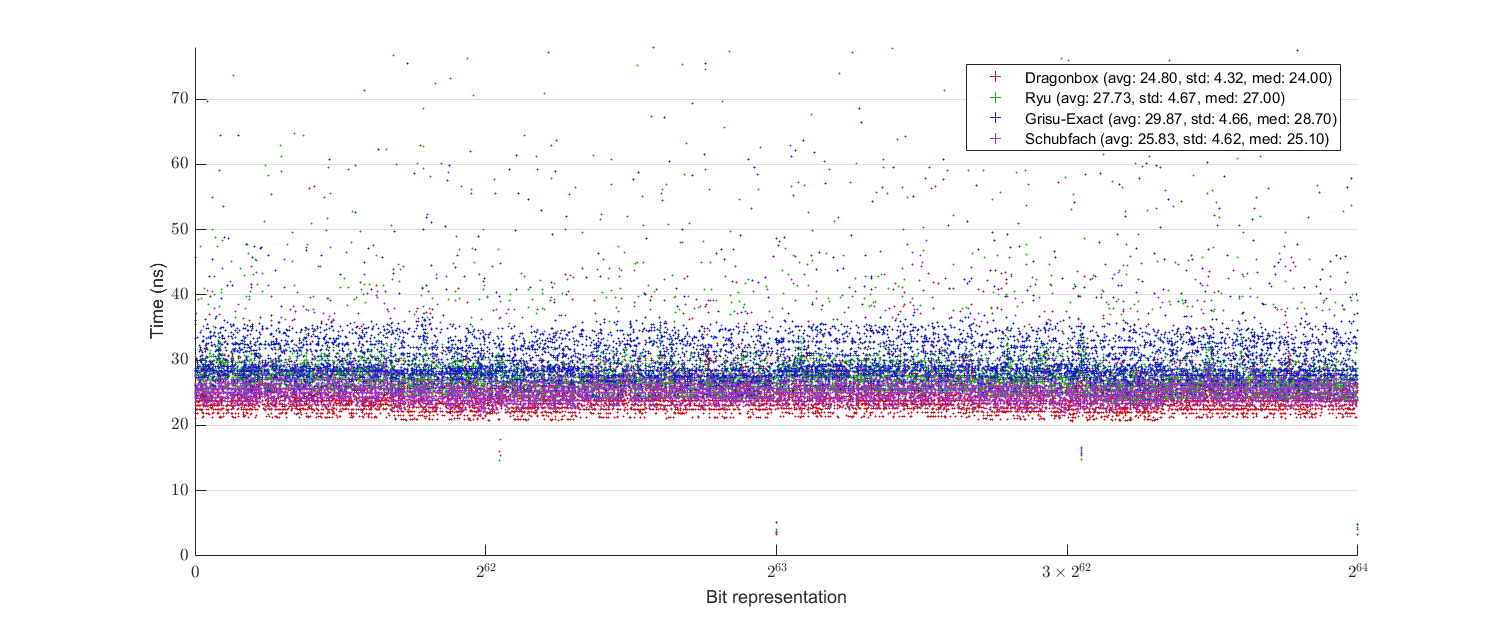 Dragonbox (avg: 24.80, std: 4.32, med: 24.00)
Ryu (avg: 27.73, std: 4.67, med: 27.00)
Grisu-Exact (avg: 29.87, std: 4.66, med: 28.70)
Schubfach (avg: 25.83, std: 4.62, med: 25.10)
70
60
50
40
30
20
10
0
Time (ns)
0 2^62 2^63 3 × 2^62 2^64
Bit representation